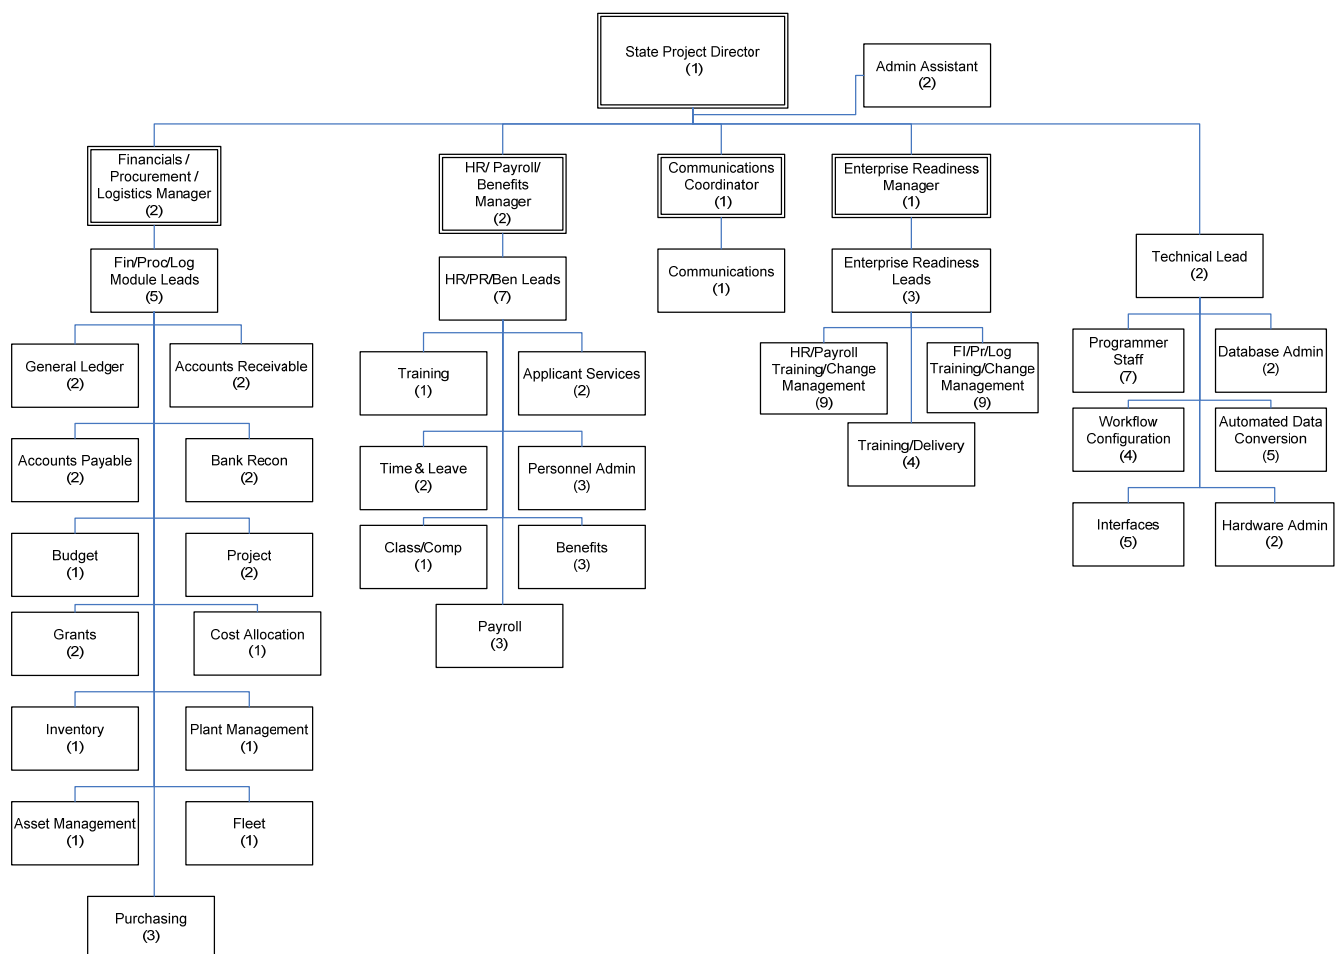 State Project Director
(1)
Admin Assistant
(2)
Financials /
Procurement /
Logistics Manager
(2)
HR/ Payroll/
Benefits
Manager
(2)
Communications
Coordinator
(1)
Enterprise Readiness
Manager
(1)
Fin/Proc/Log
Module Leads
(5)
HR/PR/Ben Leads
(7)
Communications
(1)
Enterprise Readiness
Leads
(3)
Technical Lead
(2)
General Ledger
(2)
Accounts Receivable
(2)
Training
(1)
Applicant Services
(2)
HR/Payroll
Training/Change
Management
(9)
FI/Pr/Log
Training/Change
Management
(9)
Programmer
Staff
(7)
Database Admin
(2)
Accounts Payable
(2)
Bank Recon
(2)
Time & Leave
(2)
Personnel Admin
(3)
Training/Delivery
(4)
Workflow
Configuration
(4)
Automated Data
Conversion
(5)
Budget
(1)
Project
(2)
Class/Comp
(1)
Benefits
(3)
Interfaces
(5)
Hardware Admin
(2)
Grants
(2)
Cost Allocation
(1)
Payroll
(3)
Inventory
(1)
Plant Management
(1)
Asset Management
(1)
Fleet
(1)
Purchasing
(3)